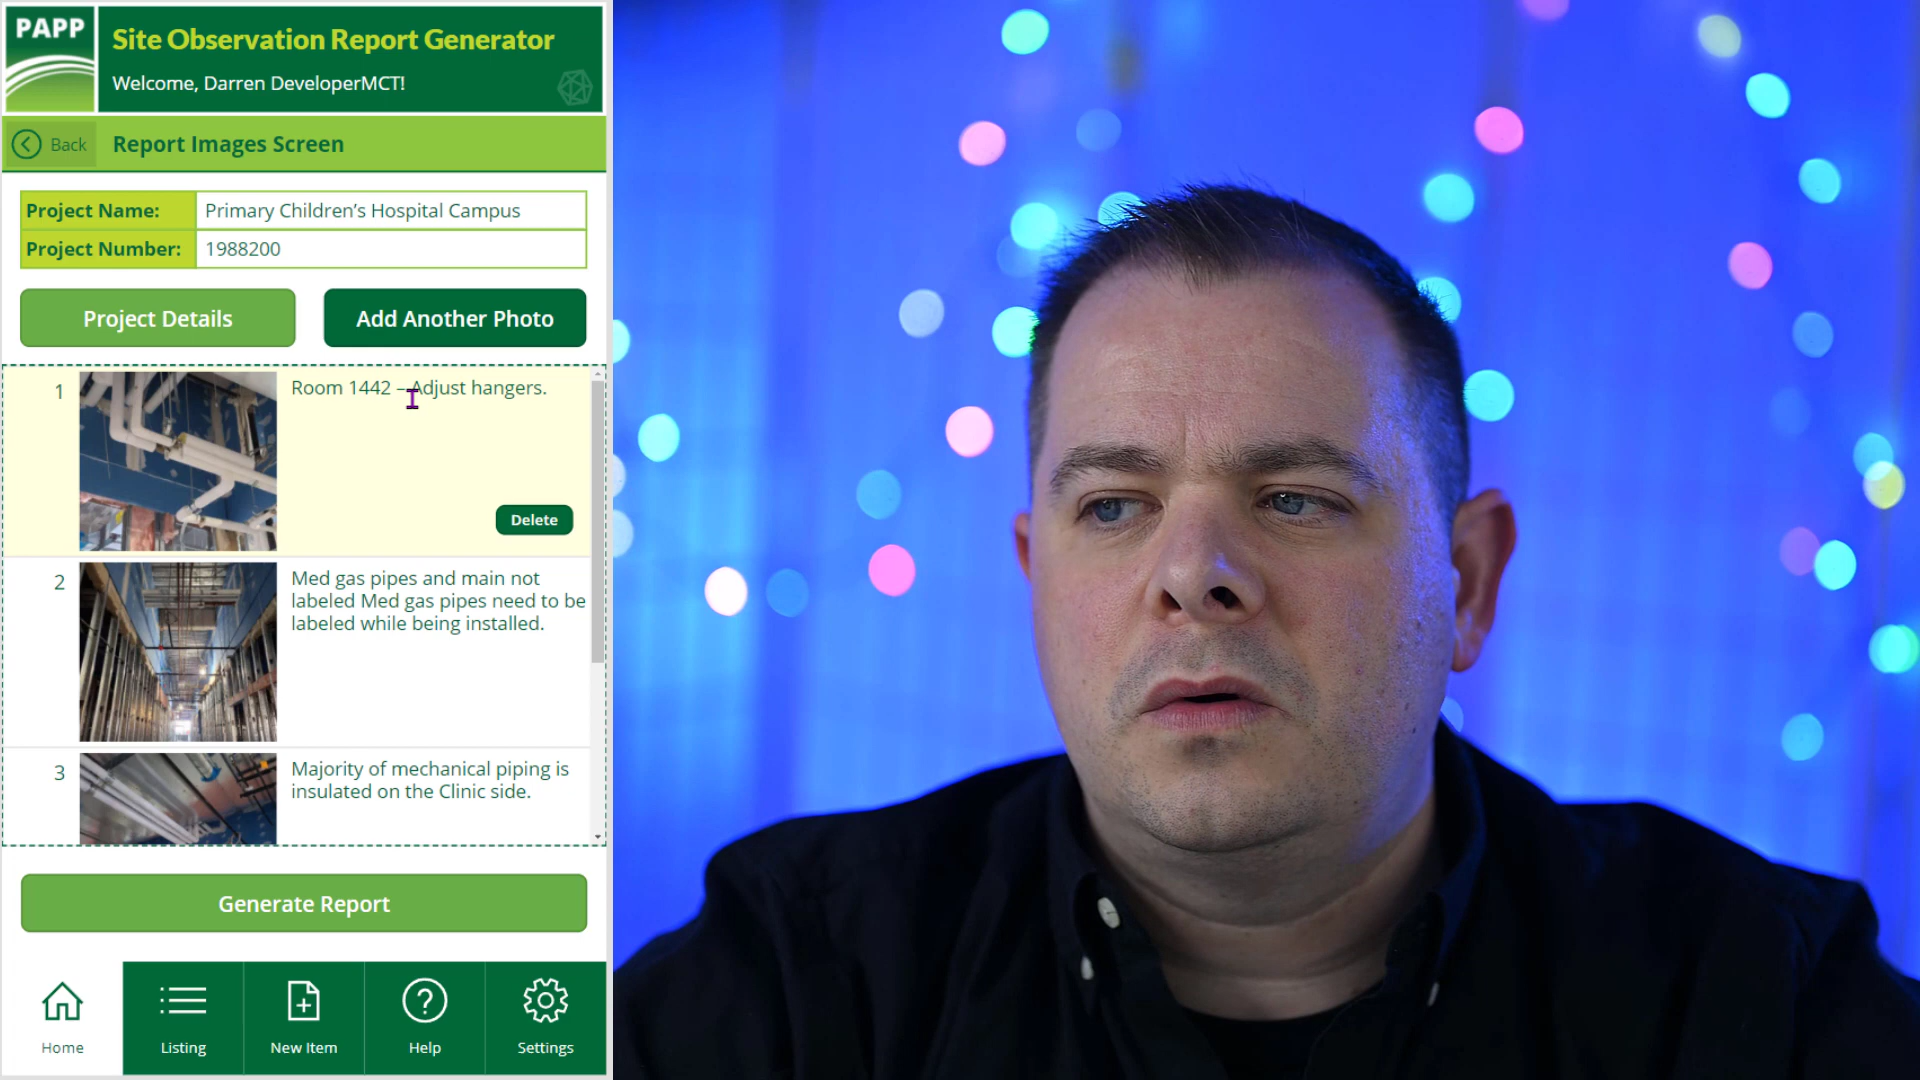 PAPP
Site Observation Report Generator
Welcome, Darren DeveloperMCT!
Back
Report Images Screen
Project Name: Primary Children’s Hospital Campus
Project Number: 1988200
Project Details
Add Another Photo
1
Room 1442 – Adjust hangers.
Delete
2
Med gas pipes and main not
labeled Med gas pipes need to be
labeled while being installed.
3
Majority of mechanical piping is
insulated on the Clinic side.
Generate Report
Home
Listing
New Item
Help
Settings